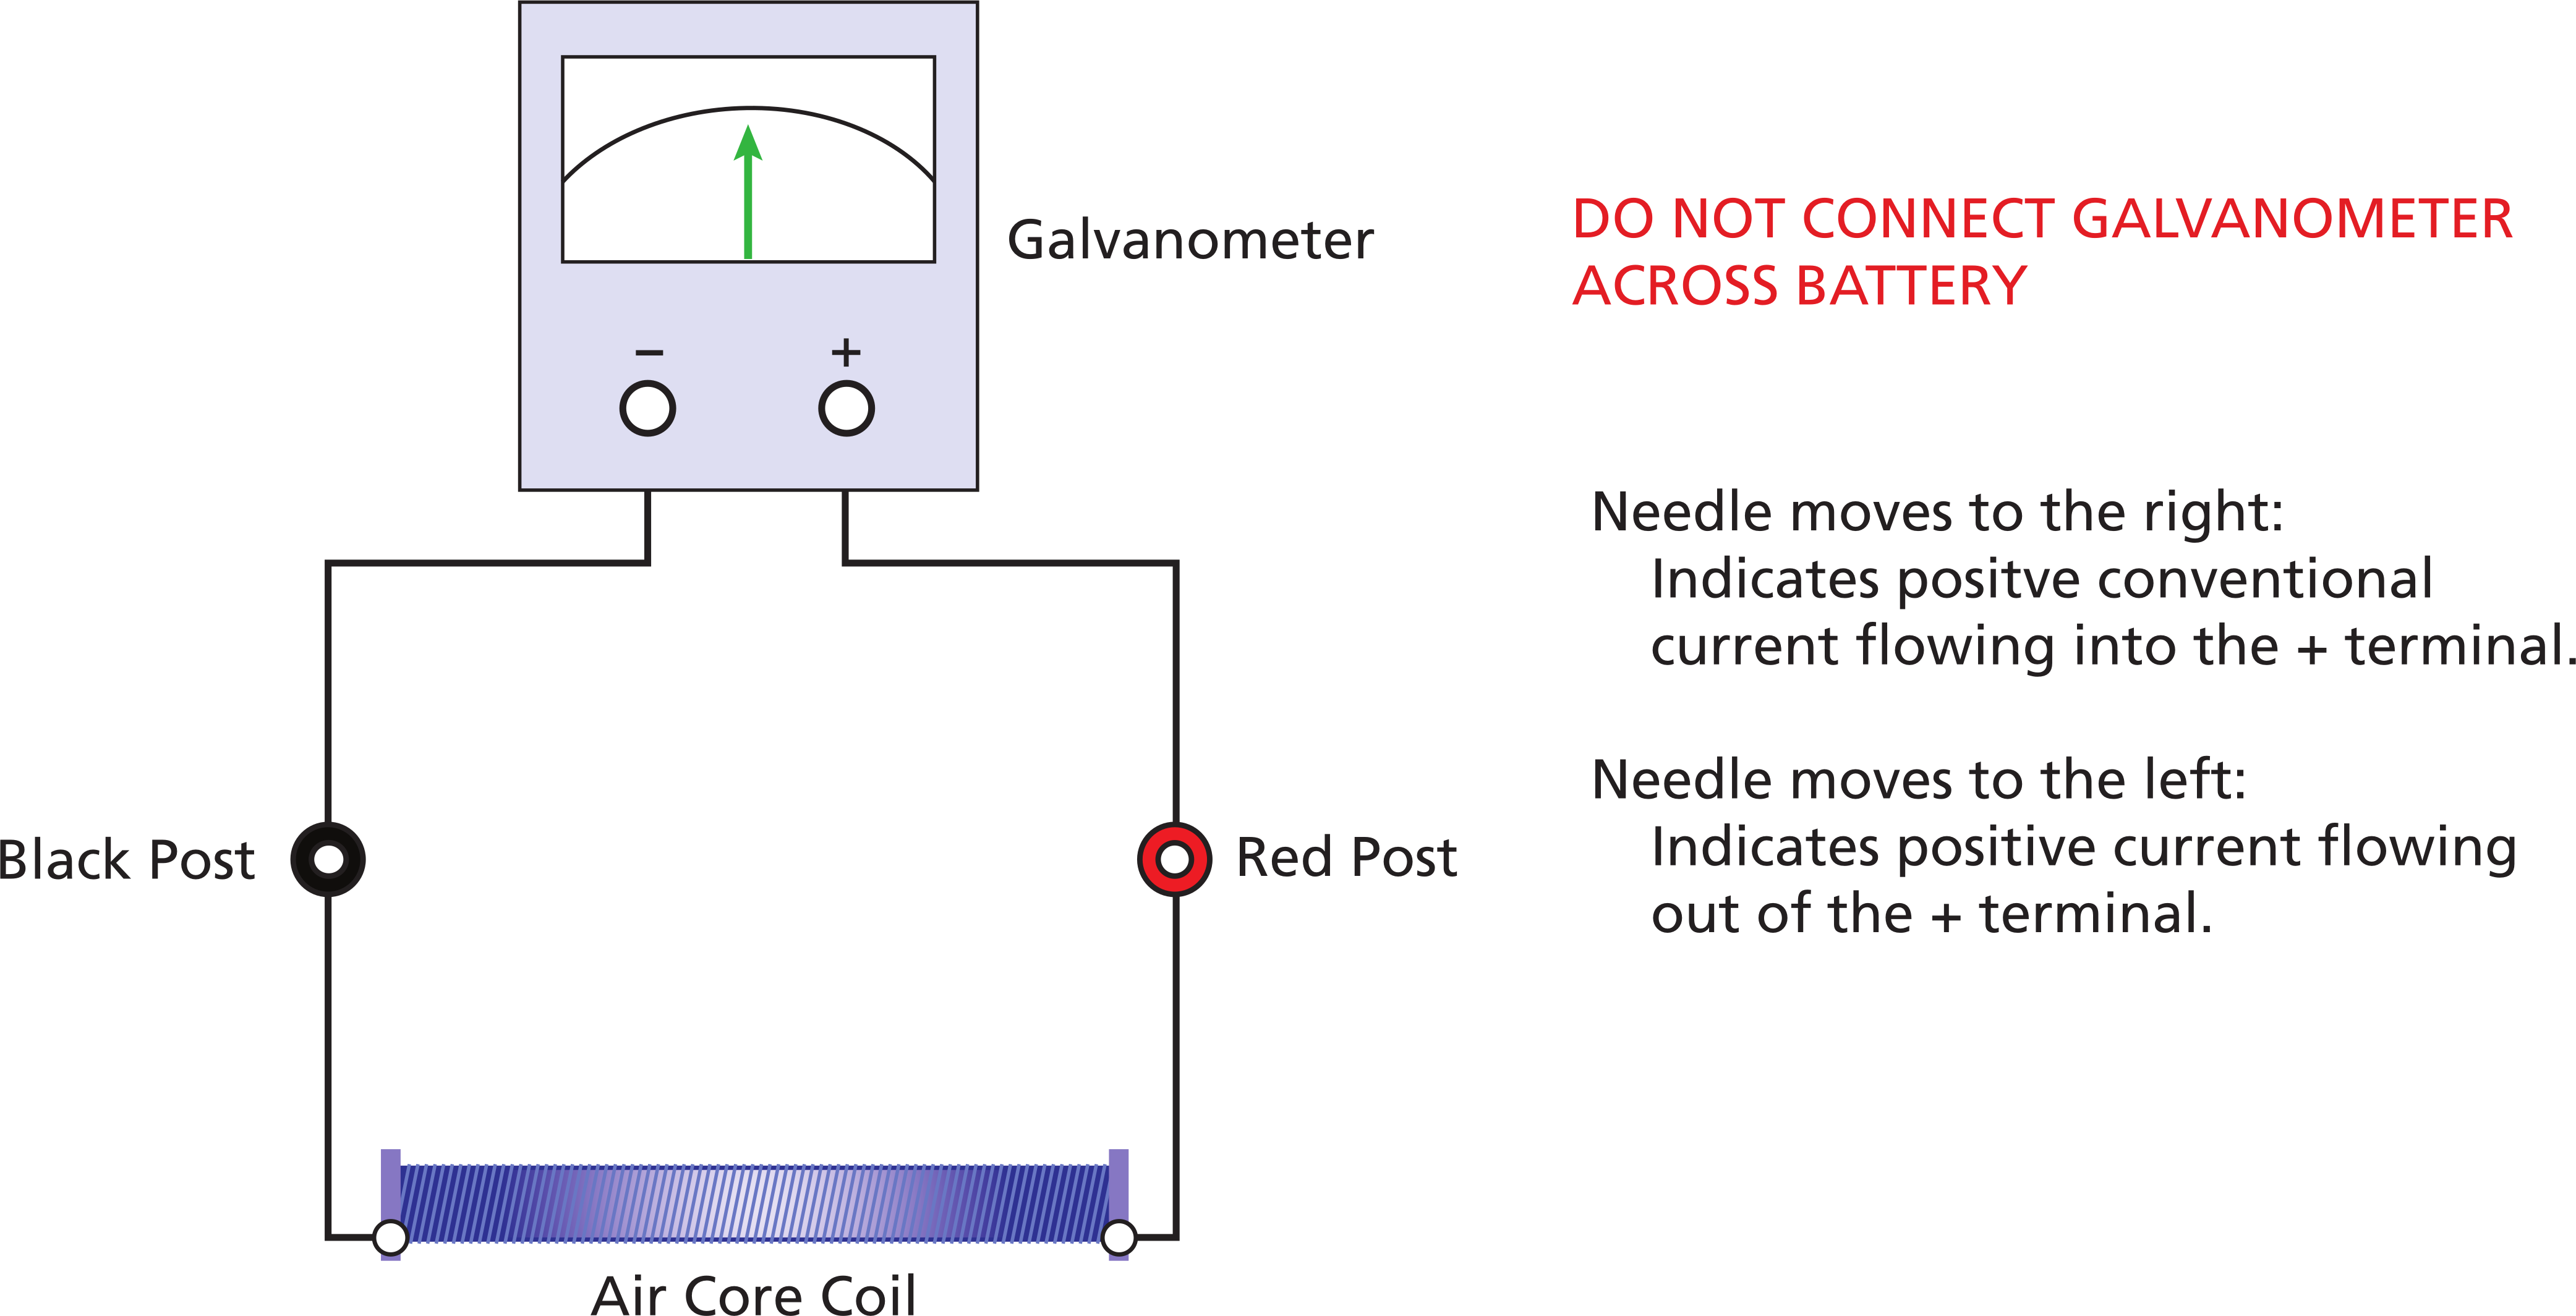 Galvanometer
DO NOT CONNECT GALVANOMETER
ACROSS BATTERY
– +
Needle moves to the right:
Indicates positve conventional
current flowing into the + terminal.
Needle moves to the left:
Indicates positive current flowing
out of the + terminal.
Black Post
Red Post
Air Core Coil